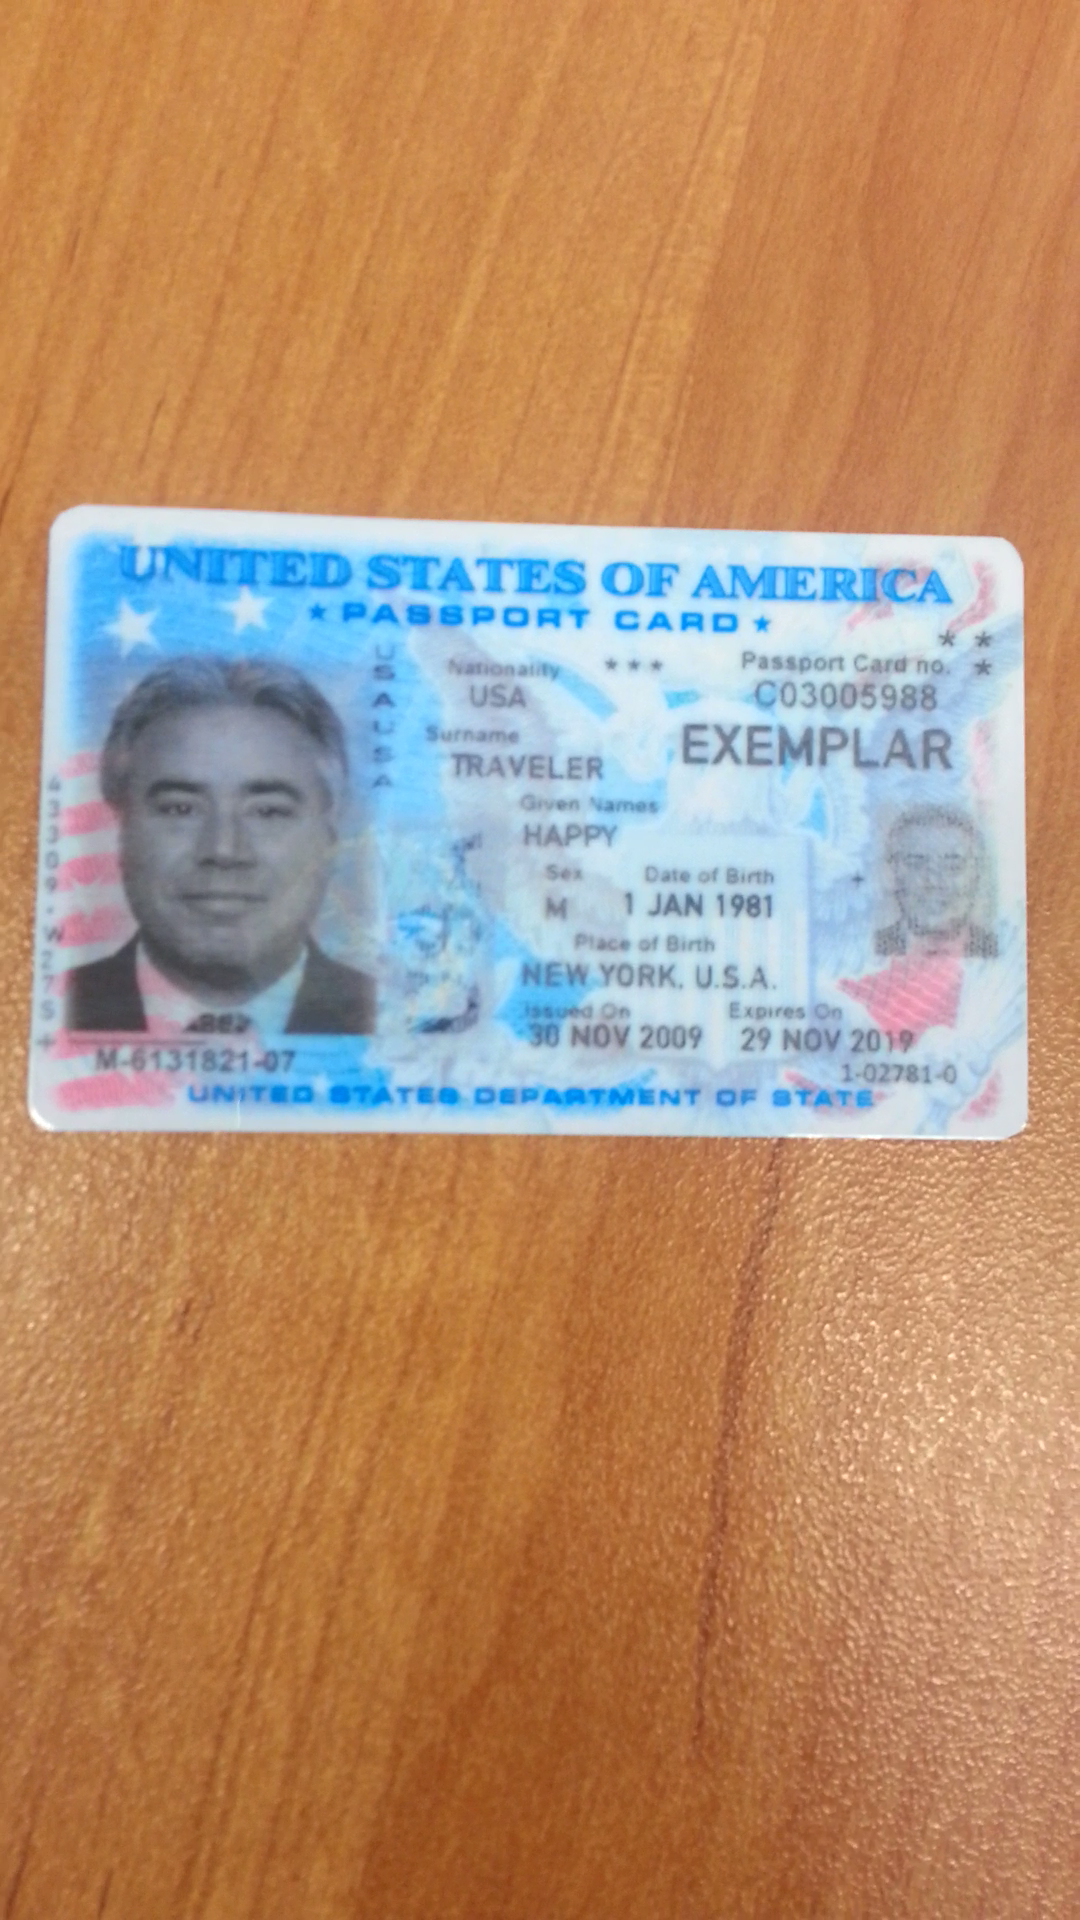 UNITED STATES OF AMERICA
★ PASSPORT CARD ★
USAUSA
Nationality * * * Passport Card no. * * *
USA C03005988
Surname EXEMPLAR
TRAVELER
Given Names
HAPPY
Sex Date of Birth
M 1 JAN 1981
Place of Birth
NEW YORK, U.S.A.
Issued On Expires On
30 NOV 2009 29 NOV 2019
M-6131821-07 1-02781-0
UNITED STATES DEPARTMENT OF STATE